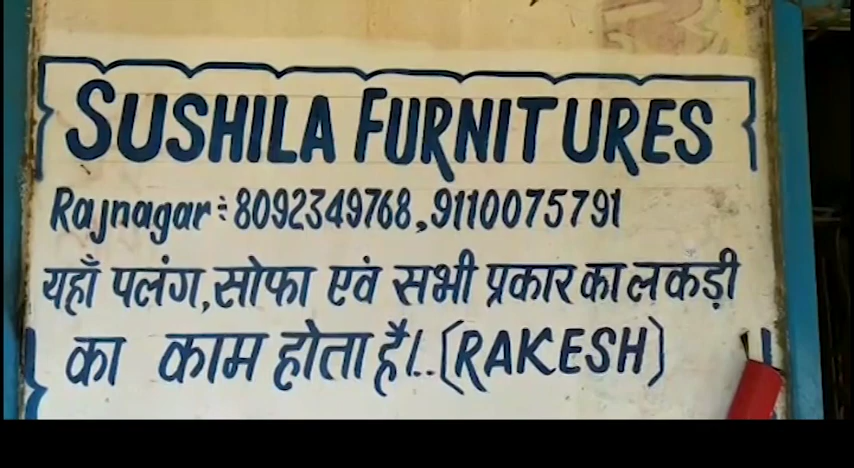 SUSHILA FURNITURES
Rajnagar : 8092349768, 9110075791
यहाँ पलंग, सोफा एवं सभी प्रकार का लकड़ी
का काम होता है।..(RAKESH)